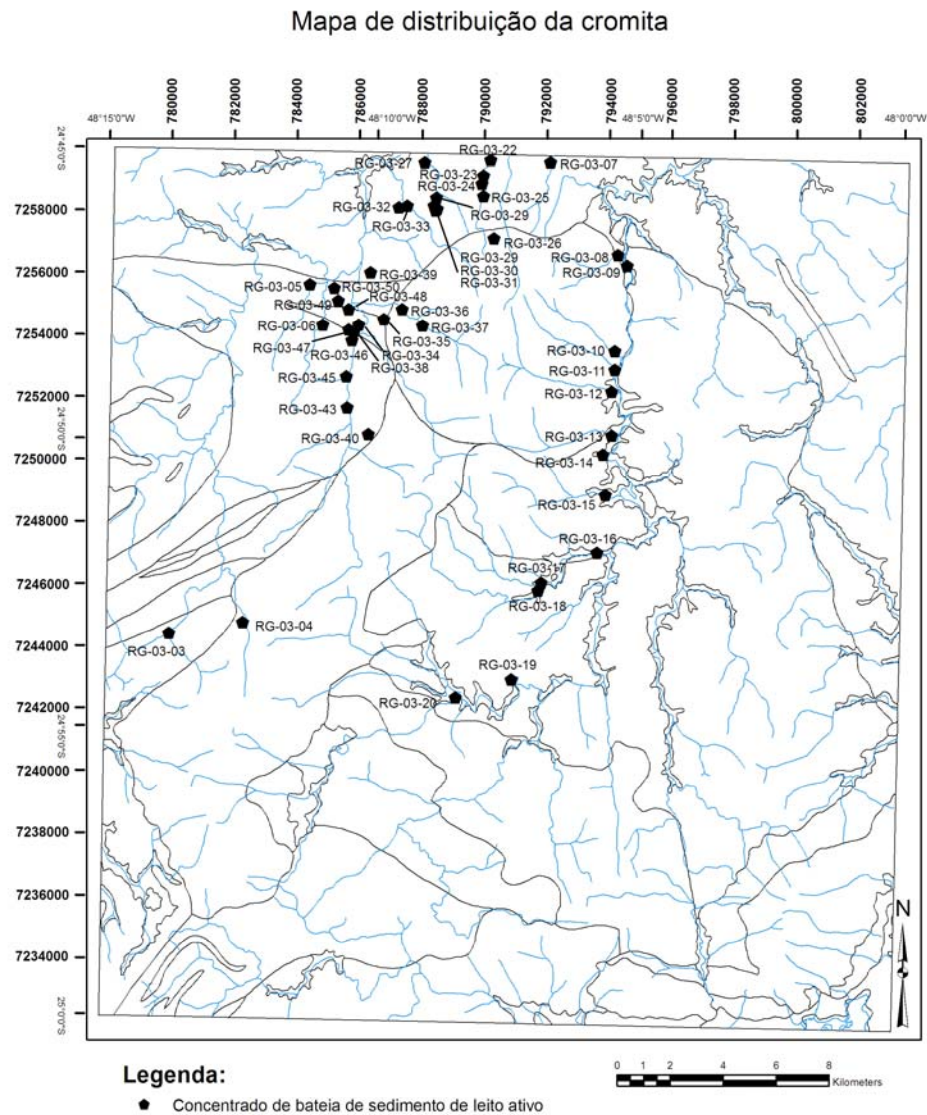 Mapa de distribuição da cromita
780000 782000 784000 786000 788000 790000 792000 794000 796000 798000 800000 802000
48°15'0"W 48°10'0"W 48°5'0"W 48°0'0"W
24°45'0"S
RG-03-22
RG-03-27
RG-03-07
RG-03-23
RG-03-24
RG-03-25
RG-03-32
RG-03-29
RG-03-33
7258000
RG-03-26
RG-03-29
RG-03-08
RG-03-30
RG-03-09
RG-03-31
7256000
RG-03-39
RG-03-05
RG-03-50
RG-03-48
RG-03-49
RG-03-36
RG-03-06
RG-03-37
7254000
RG-03-35
RG-03-47
RG-03-46
RG-03-34
RG-03-38
RG-03-10
RG-03-11
RG-03-45
RG-03-12
7252000
RG-03-43
24°50'0"S
RG-03-40
RG-03-13
7250000
RG-03-14
RG-03-15
7248000
RG-03-16
RG-03-17
7246000
RG-03-18
RG-03-04
7244000
RG-03-03
RG-03-19
RG-03-20
7242000
24°55'0"S
7240000
7238000
7236000
N
7234000
25°0'0"S
Legenda:
0 1 2 4 6 8
Kilometers
Concentrado de bateia de sedimento de leito ativo